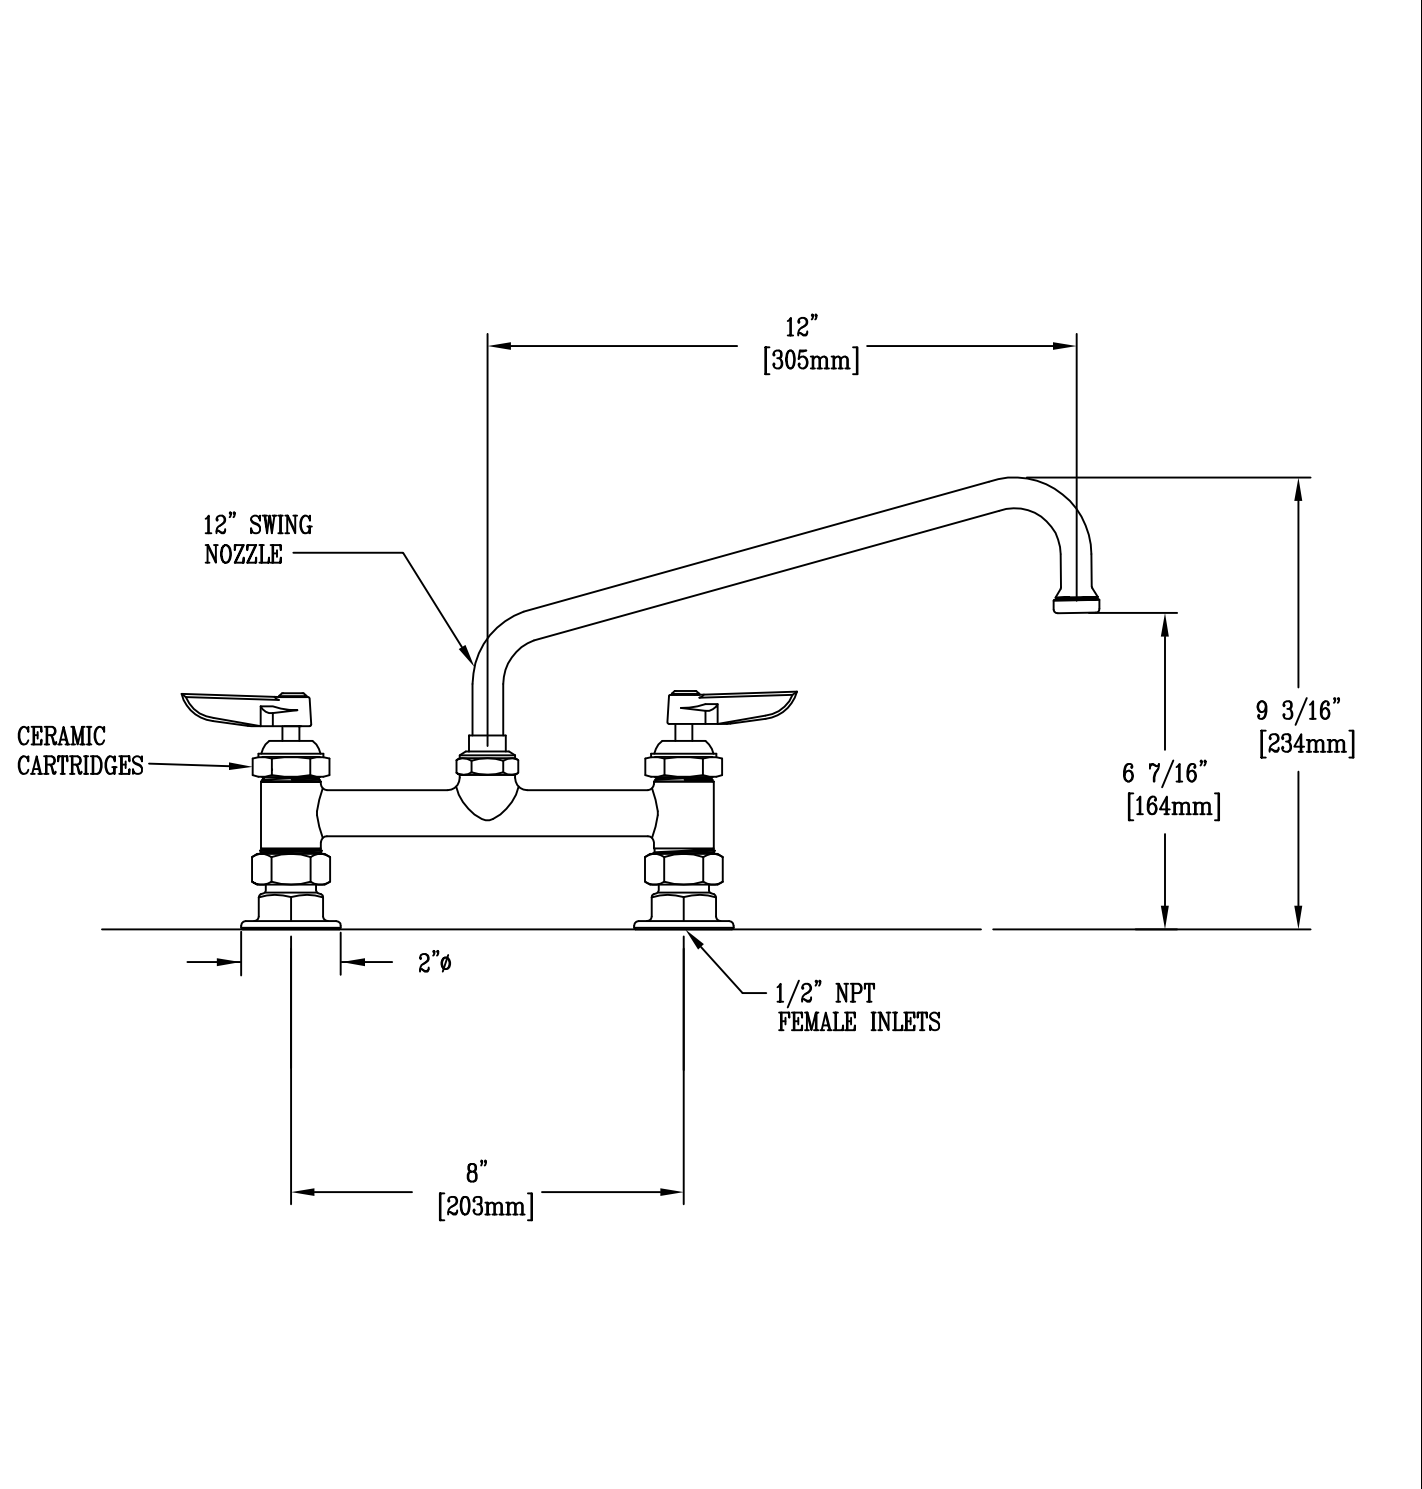 12”
[305mm]
12” SWING
NOZZLE
CERAMIC
CARTRIDGES
9 3/16”
[234mm]
6 7/16”
[164mm]
2”ø
1/2” NPT
FEMALE INLETS
8”
[203mm]